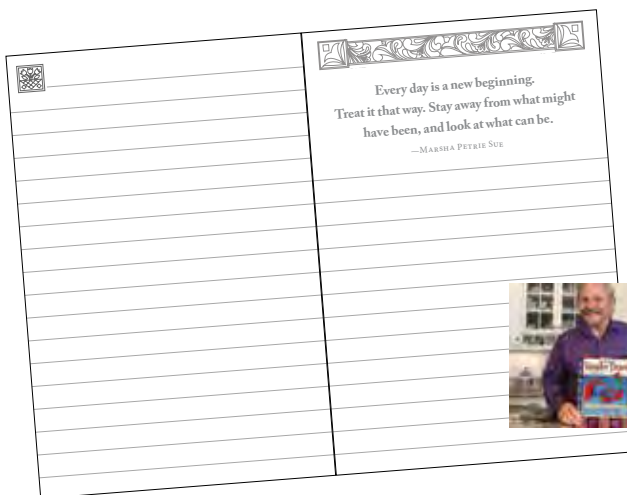 Every day is a new beginning.
Treat it that way. Stay away from what might
have been, and look at what can be.
—Marsha Petrie Sue